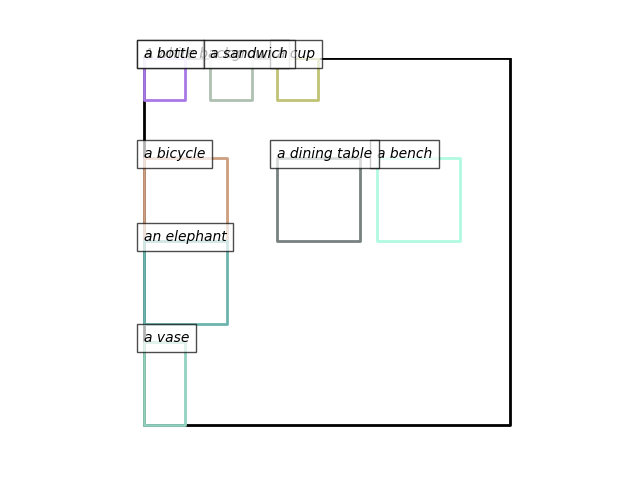 a bottle
a sandwich
cup
a bicycle
a dining table
a bench
an elephant
a vase